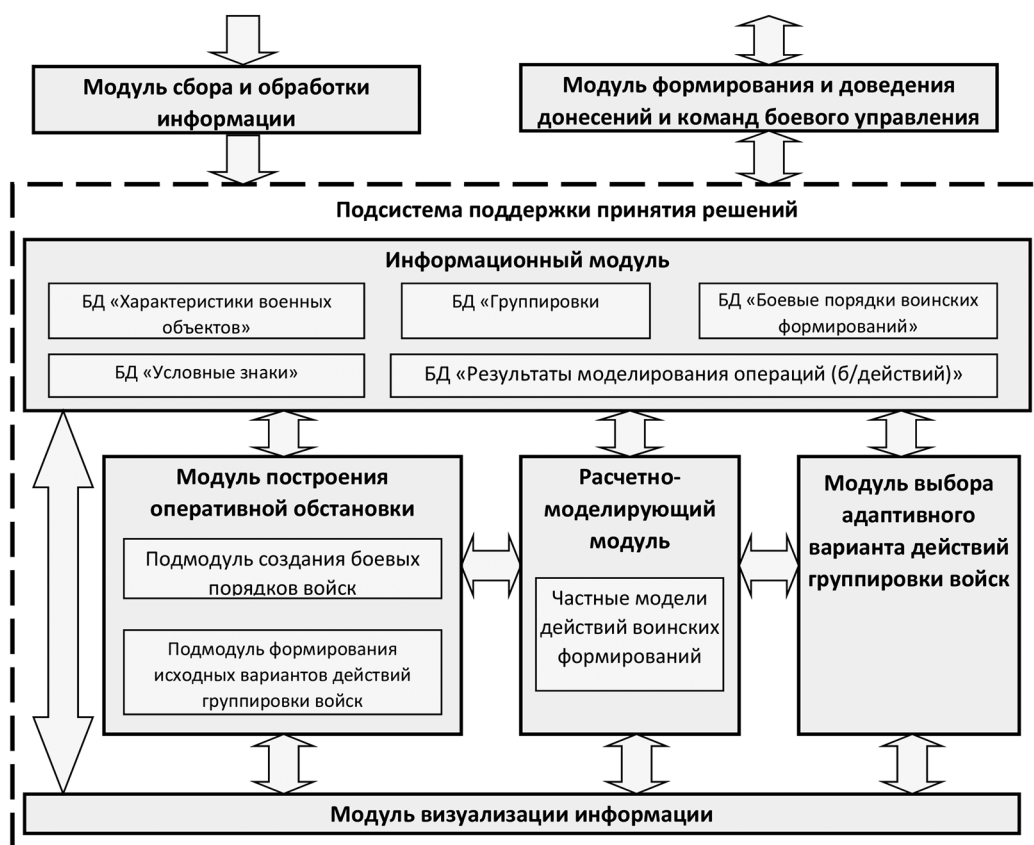 Модуль сбора и обработки
информации
Модуль формирования и доведения
донесений и команд боевого управления
Подсистема поддержки принятия решений
Информационный модуль
БД «Характеристики военных
объектов»
БД «Группировки
БД «Боевые порядки воинских
формирований»
БД «Условные знаки»
БД «Результаты моделирования операций (б/действий)»
Модуль построения
оперативной обстановки
Подмодуль создания боевых
порядков войск
Подмодуль формирования
исходных вариантов действий
группировки войск
Расчетно-
моделирующий
модуль
Частные модели
действий воинских
формирований
Модуль выбора
адаптивного
варианта действий
группировки войск
Модуль визуализации информации